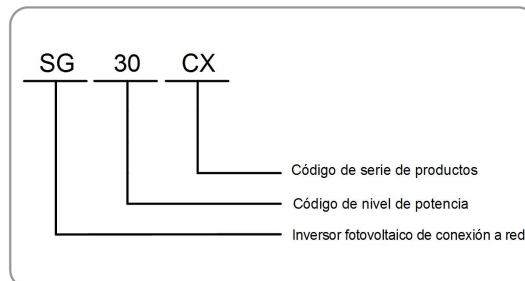 SG 30 CX
Código de serie de productos
Código de nivel de potencia
Inversor fotovoltaico de conexión a red